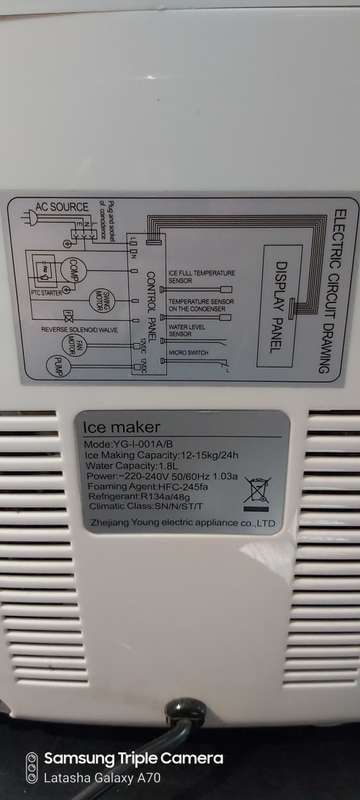 ELECTRIC CIRCUIT DRAWING
AC SOURCE
Plug and socket
of coincidence
E N L
L
N
COMP
PTC STARTER
SWING
MOTOR
REVERSE SOLENOID WALVE
FAN
MOTOR
12VDC
PUMP
12VDC
CONTROL PANEL
DISPLAY PANEL
ICE FULL TEMPERATURE
SENSOR
TEMPERATURE SENSOR
ON THE CONDENSER
WATER LEVEL
SENSOR
MICRO SWITCH
Ice maker
Mode:YG-I-001A/B
Ice Making Capacity:12-15kg/24h
Water Capacity:1.8L
Power:~220-240V 50/60Hz 1.03a
Foaming Agent:HFC-245fa
Refrigerant:R134a/48g
Climatic Class:SN/N/ST/T
Zhejiang Young electric appliance co.,LTD
Samsung Triple Camera
Latasha Galaxy A70